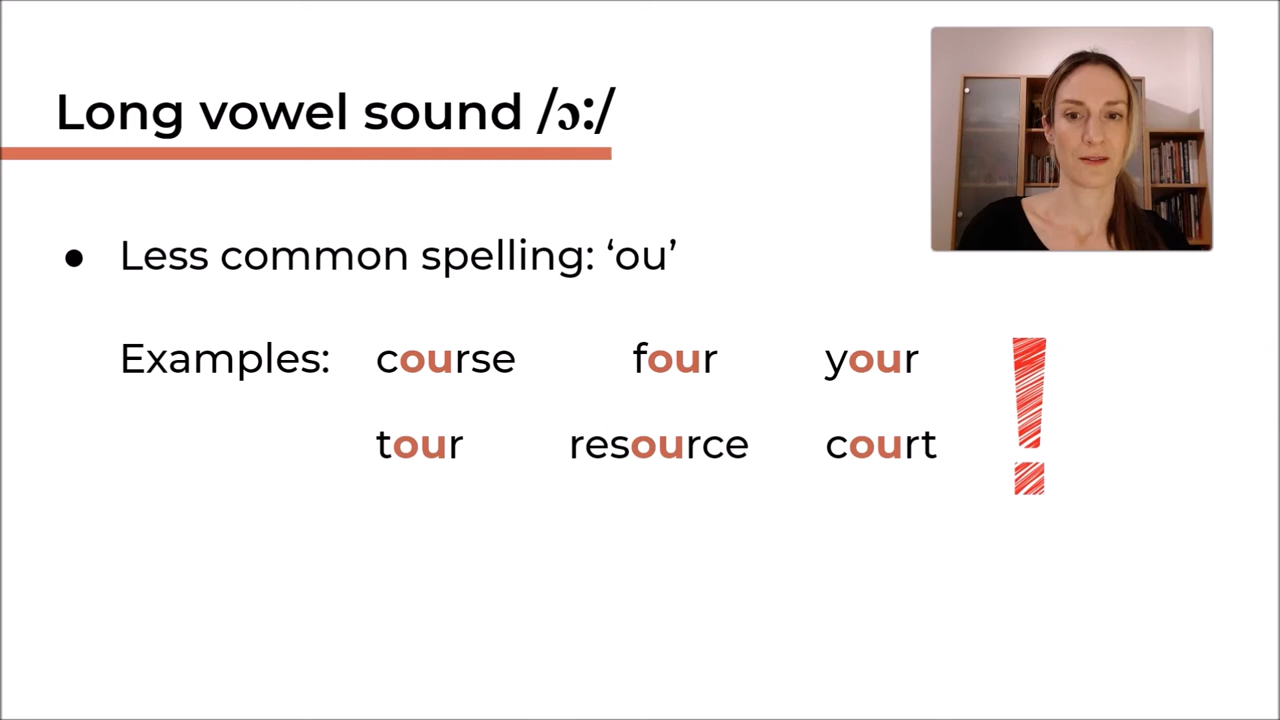 Long vowel sound /ɔː/
● Less common spelling: ‘ou’
Examples: course four your
tour resource court